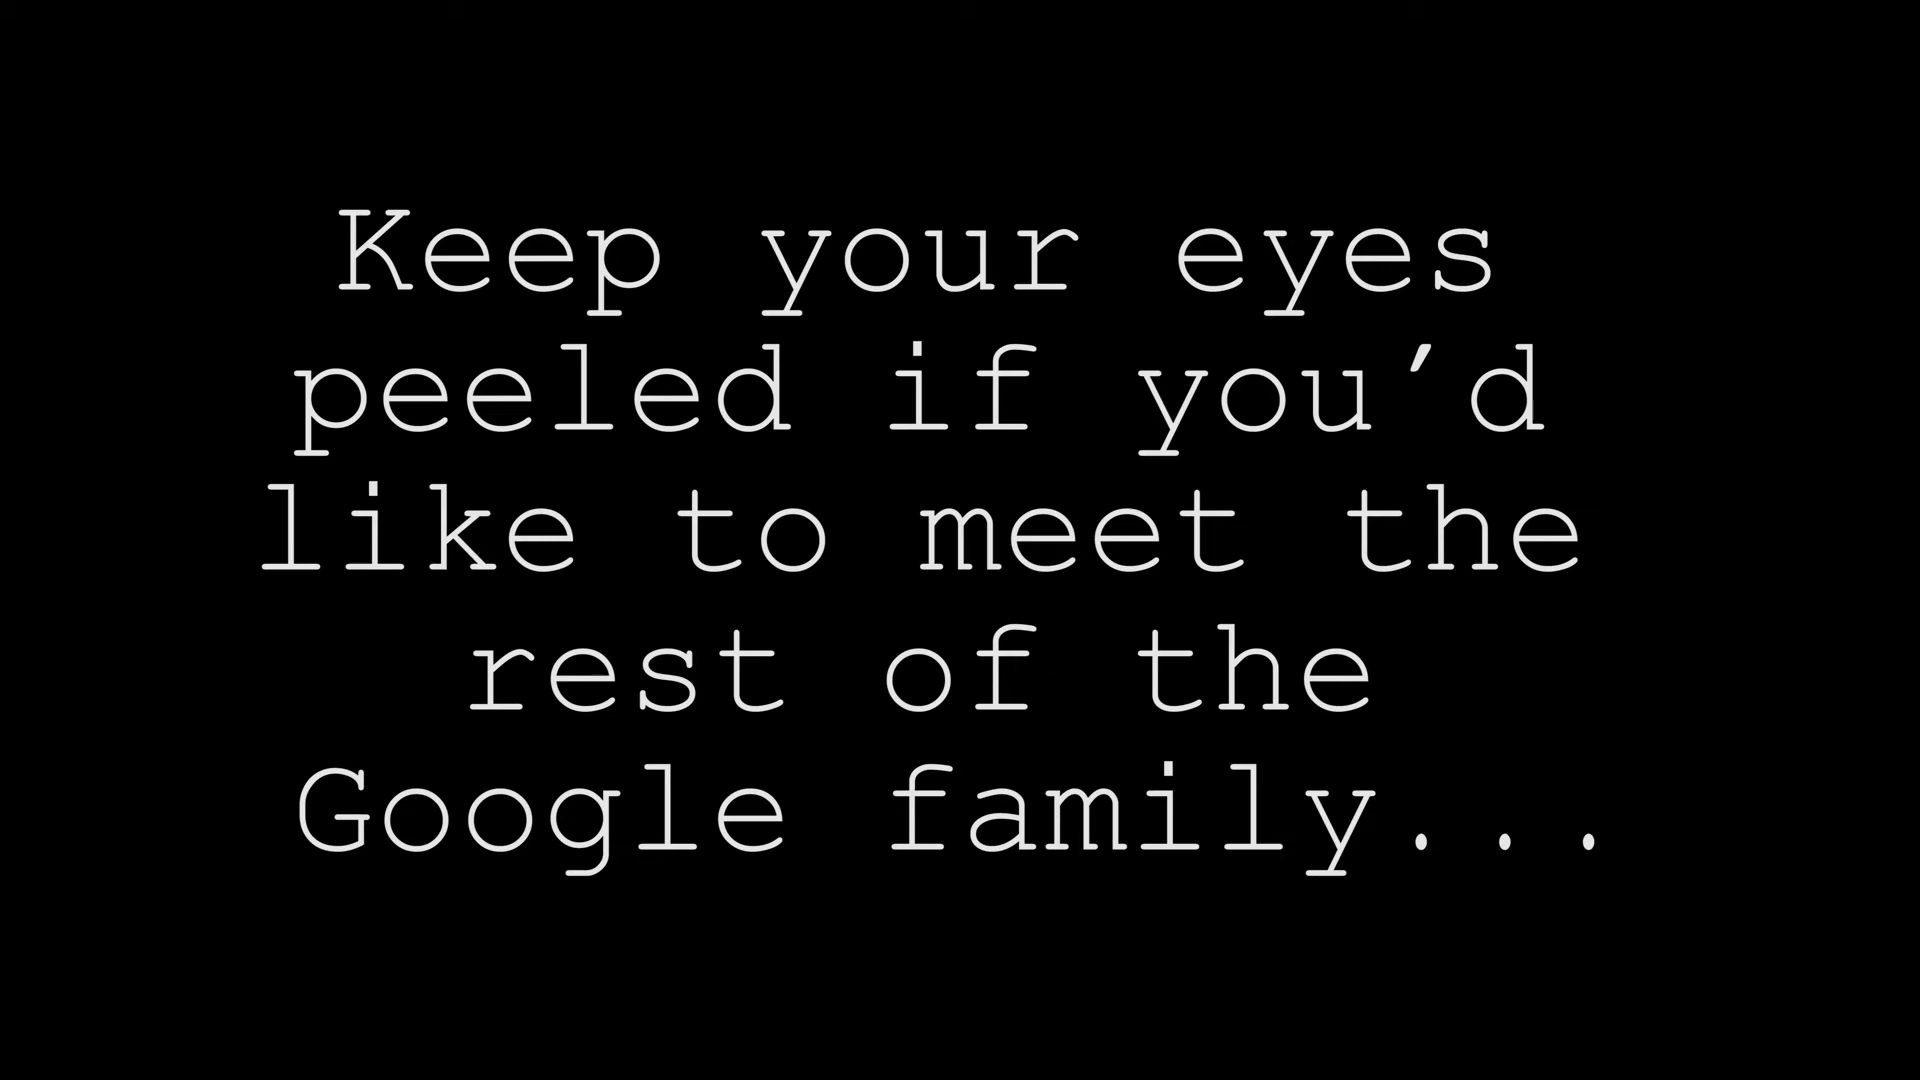 Keep your eyes
peeled if you’d
like to meet the
rest of the
Google family...